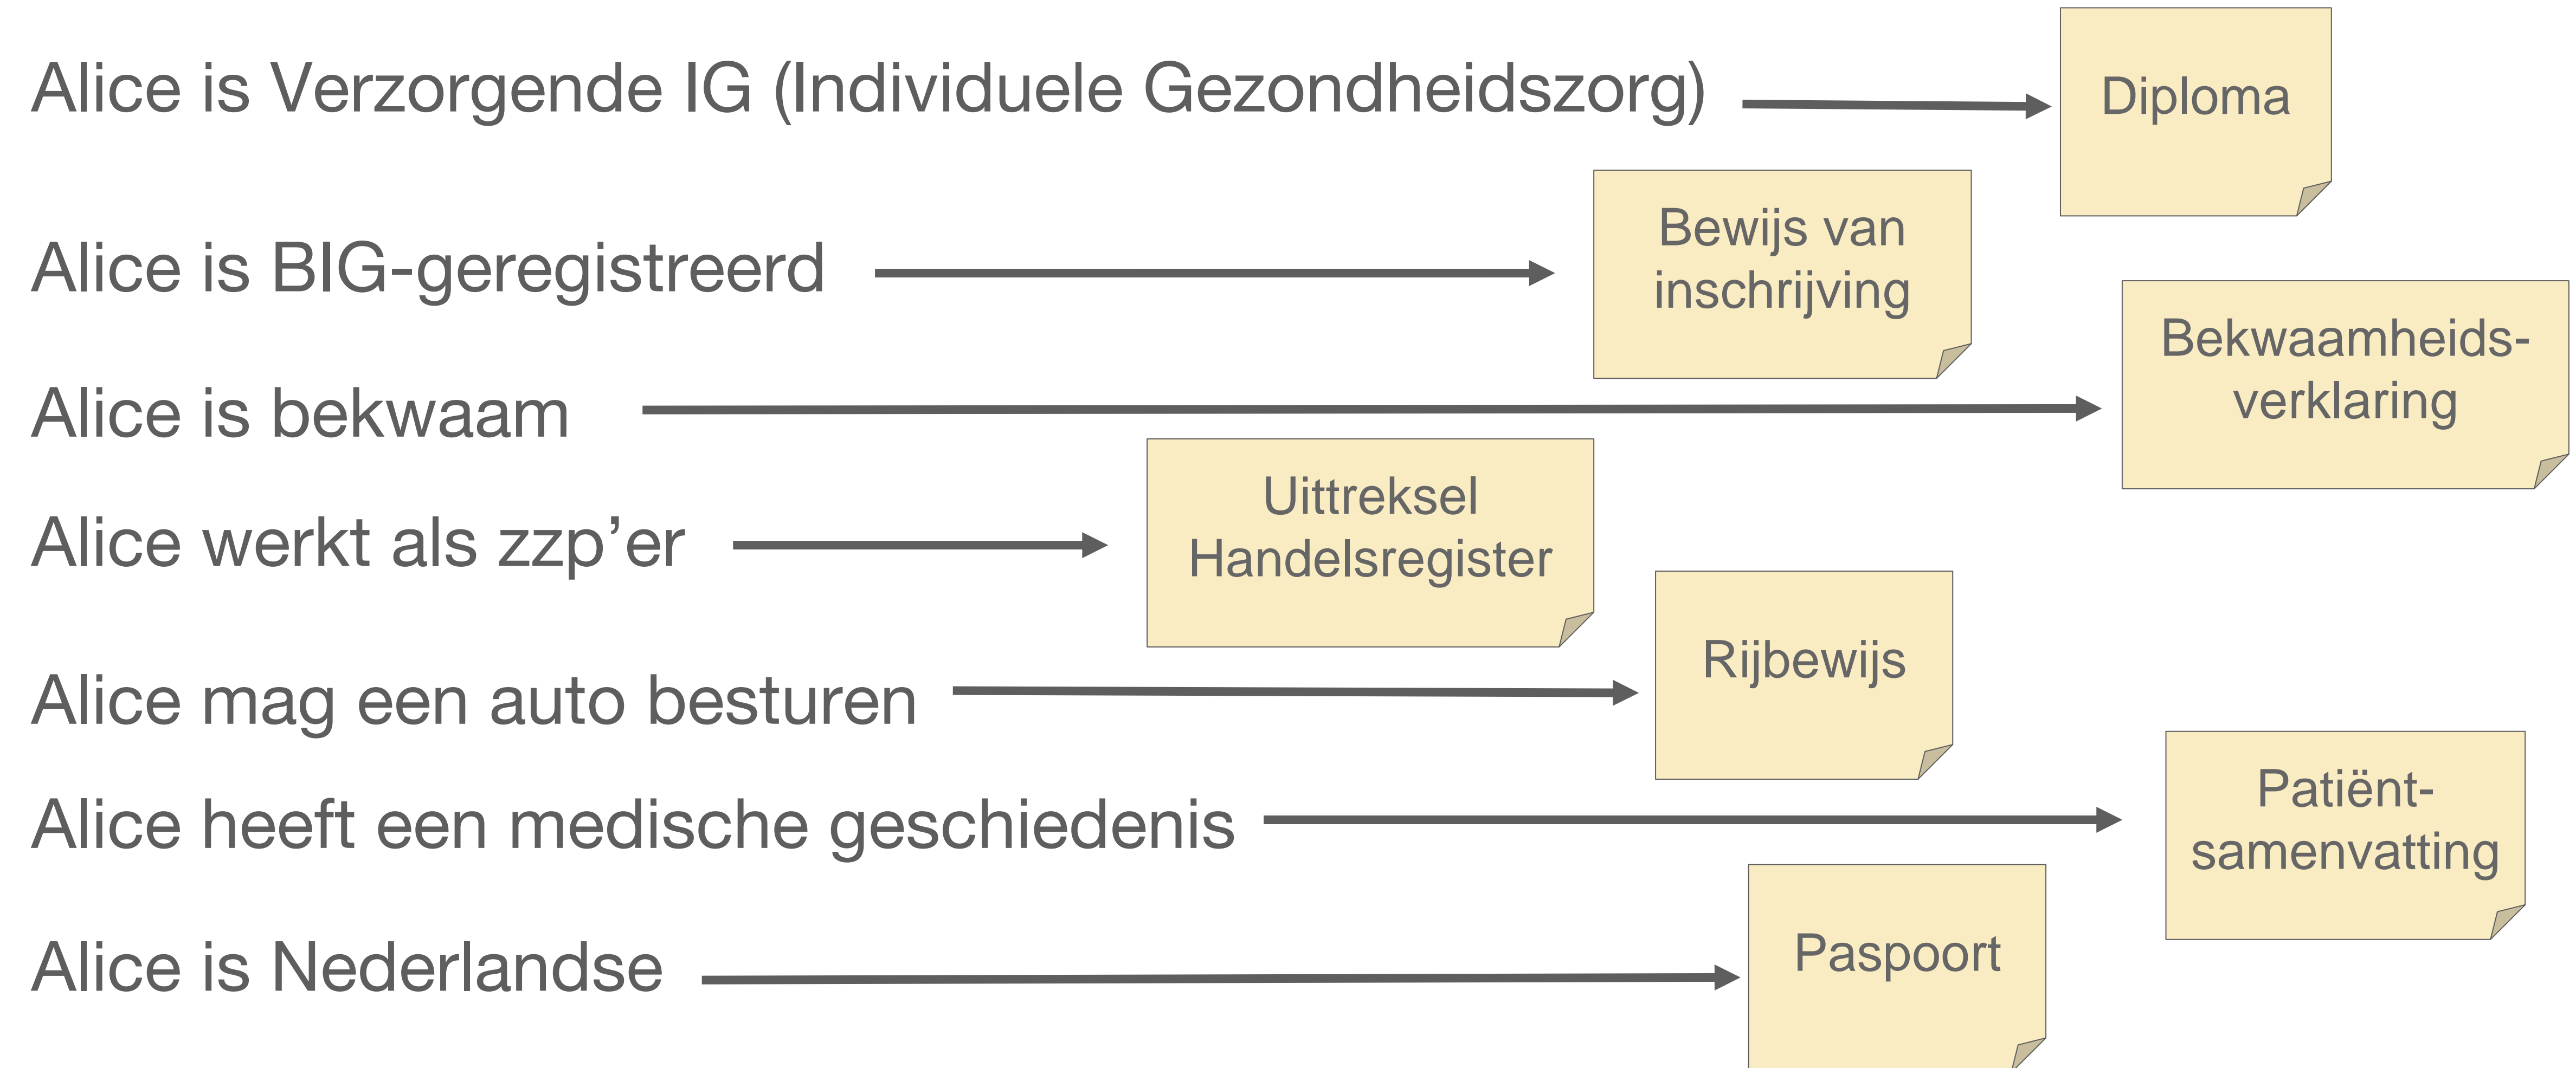 Alice is Verzorgende IG (Individuele Gezondheidszorg)
Diploma
Alice is BIG-geregistreerd
Bewijs van
inschrijving
Alice is bekwaam
Bekwaamheids-
verklaring
Alice werkt als zzp’er
Uittreksel
Handelsregister
Alice mag een auto besturen
Rijbewijs
Alice heeft een medische geschiedenis
Patiënt-
samenvatting
Alice is Nederlandse
Paspoort